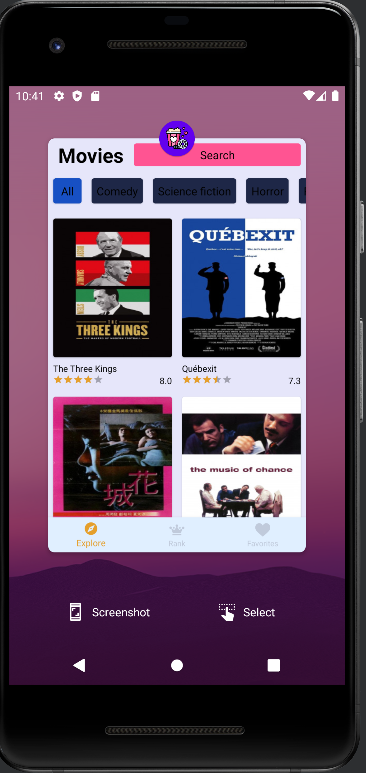 10:41
Movies
Search
All
Comedy
Science fiction
Horror
THE
THREE KINGS
QUÉBEXIT
The Three Kings
8.0
Québexit
7.3
花
城
the music of chance
Explore
Rank
Favorites
Screenshot
Select